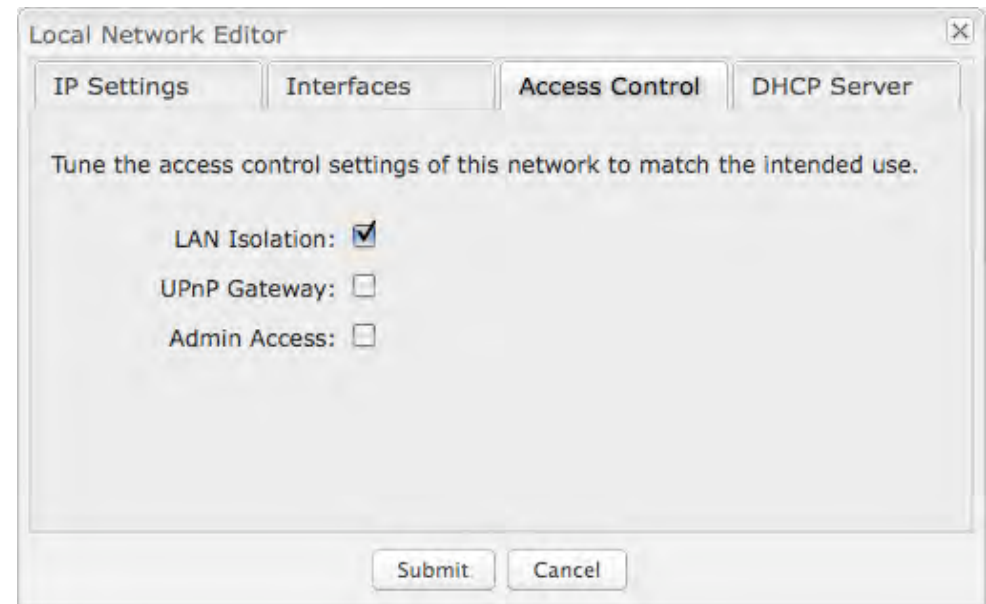 Local Network Editor
IP Settings Interfaces Access Control DHCP Server
Tune the access control settings of this network to match the intended use.
LAN Isolation:
UPnP Gateway:
Admin Access:
Submit Cancel